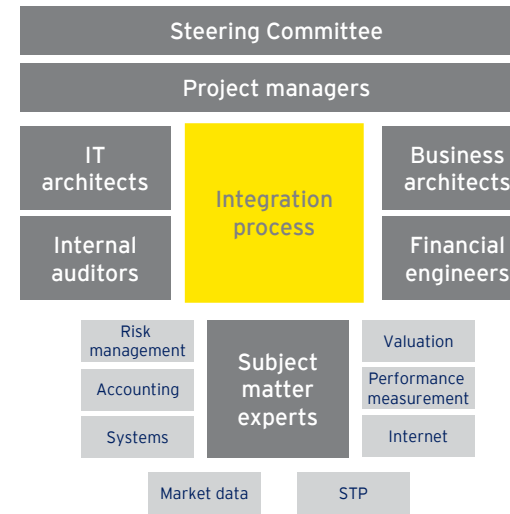 Steering Committee
Project managers
IT
architects
Integration
process
Business
architects
Internal
auditors
Financial
engineers
Risk
management
Subject
matter
experts
Valuation
Accounting
Performance
measurement
Systems
Internet
Market data
STP